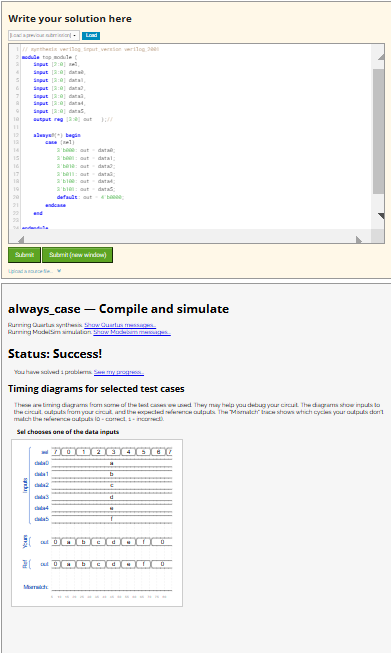 Write your solution here
[Load a previous submission]
Load
1 // synthesis verilog_input_version verilog_2001
2 module top_module (
3 input [2:0] sel,
4 input [3:0] data0,
5 input [3:0] data1,
6 input [3:0] data2,
7 input [3:0] data3,
8 input [3:0] data4,
9 input [3:0] data5,
10 output reg [3:0] out );//
11
12 always@(*) begin
13 case (sel)
14 3'b000: out = data0;
15 3'b001: out = data1;
16 3'b010: out = data2;
17 3'b011: out = data3;
18 3'b100: out = data4;
19 3'b101: out = data5;
20 default: out = 4'b0000;
21 endcase
22 end
23
endmodule
Submit
Submit (new window)
Upload a source file...
always_case — Compile and simulate
Running Quartus synthesis. Show Quartus messages...
Running ModelSim simulation. Show Modelsim messages...
Status: Success!
You have solved 1 problems. See my progress...
Timing diagrams for selected test cases
These are timing diagrams from some of the test cases we used. They may help you debug your circuit. The diagrams show inputs to
the circuit, outputs from your circuit, and the expected reference outputs. The "Mismatch" trace shows which cycles your outputs don't
match the reference outputs (0 = correct, 1 = incorrect).
Sel chooses one of the data inputs
Inputs
sel 7 0 1 2 3 4 5 6 7
data0 a
data1 b
data2 c
data3 d
data4 e
data5 f
Yours
out 0 a b c d e f 0
Ref
out 0 a b c d e f 0
Mismatch